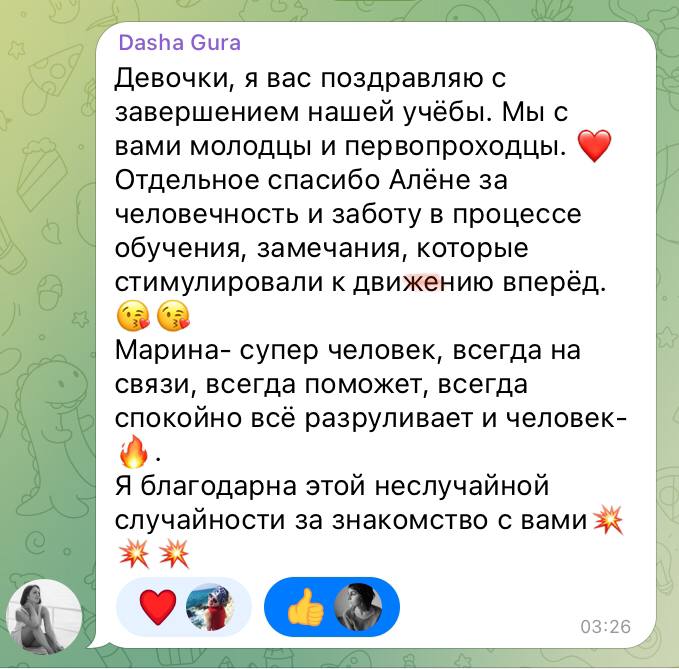 Dasha Gura
Девочки, я вас поздравляю с
завершением нашей учёбы. Мы с
вами молодцы и первопроходцы. ❤️
Отдельное спасибо Алёне за
человечность и заботу в процессе
обучения, замечания, которые
стимулировали к движению вперёд.
😘😘
Марина- супер человек, всегда на
связи, всегда поможет, всегда
спокойно всё разруливает и человек-
🔥.
Я благодарна этой неслучайной
случайности за знакомство с вами💥
💥💥
❤️ 👍 03:26